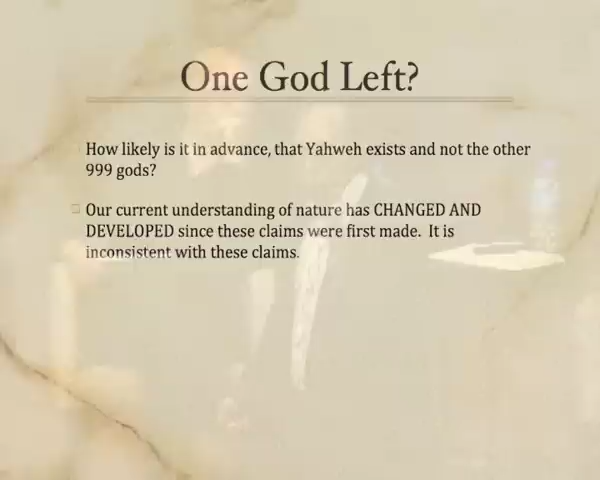 One God Left?
How likely is it in advance, that Yahweh exists and not the other
999 gods?
Our current understanding of nature has CHANGED AND
DEVELOPED since these claims were first made. It is
inconsistent with these claims.